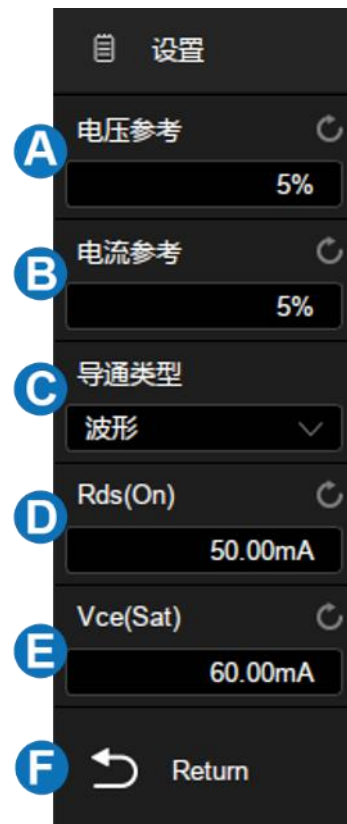 设置
A
电压参考
5%
B
电流参考
5%
C
导通类型
波形
D
Rds(On)
50.00mA
E
Vce(Sat)
60.00mA
F
Return